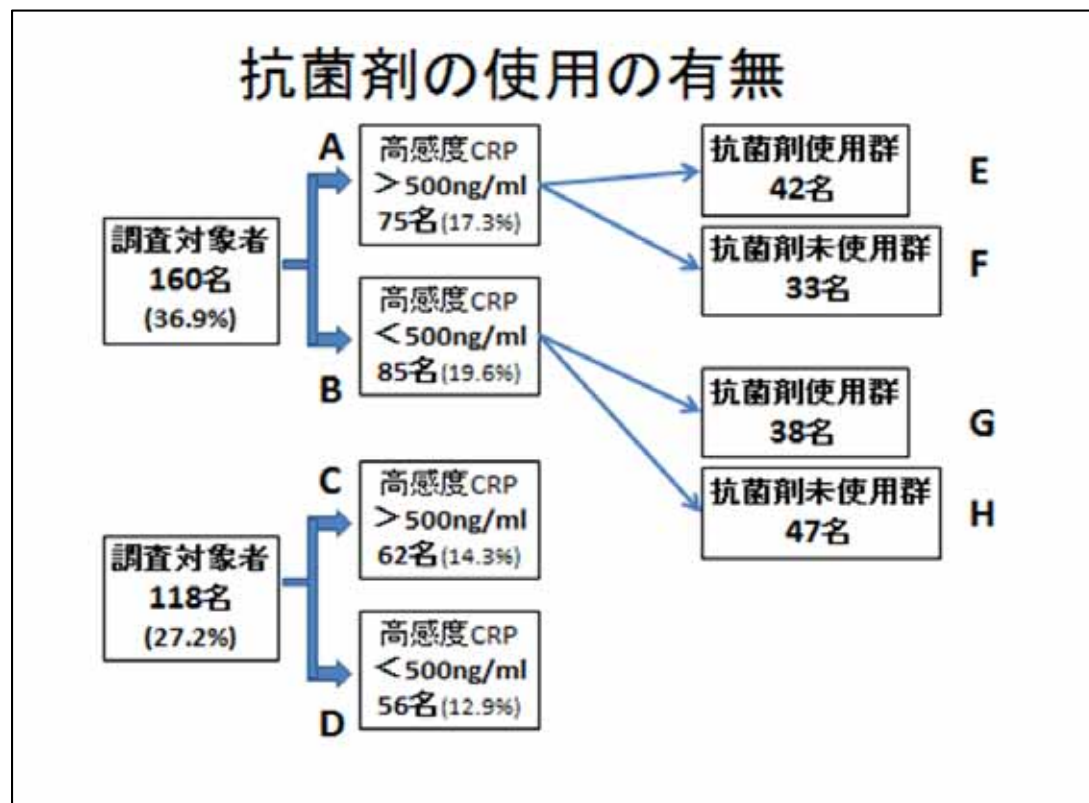 抗菌剤の使用の有無
A
高感度CRP
＞500ng/ml
75名(17.3%)
抗菌剤使用群
42名
E
調査対象者
160名
(36.9%)
抗菌剤未使用群
33名
F
B
高感度CRP
＜500ng/ml
85名(19.6%)
抗菌剤使用群
38名
G
抗菌剤未使用群
47名
H
C
高感度CRP
＞500ng/ml
62名(14.3%)
調査対象者
118名
(27.2%)
D
高感度CRP
＜500ng/ml
56名(12.9%)